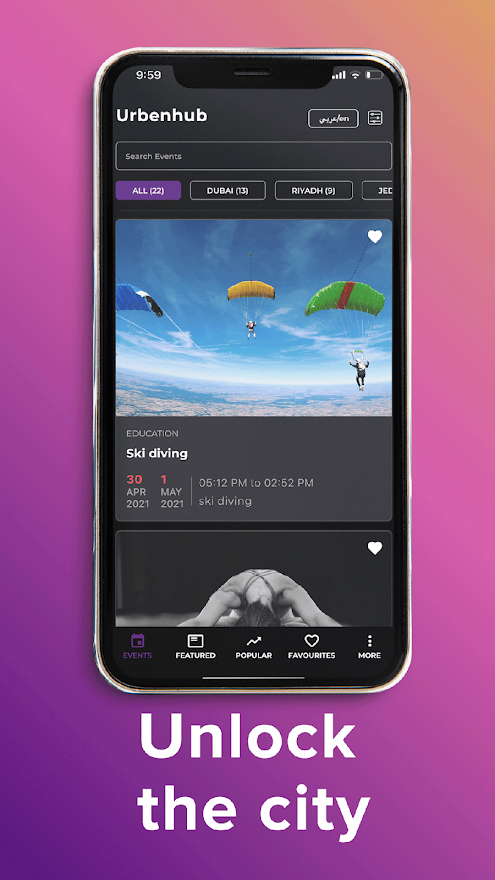 9:59
Urbenhub
عربي/en
Search Events
ALL (22)
DUBAI (13)
RIYADH (9)
JED
EDUCATION
Ski diving
30 1
APR MAY
2021 2021
05:12 PM to 02:52 PM
ski diving
EVENTS
FEATURED
POPULAR
FAVOURITES
MORE
Unlock
the city